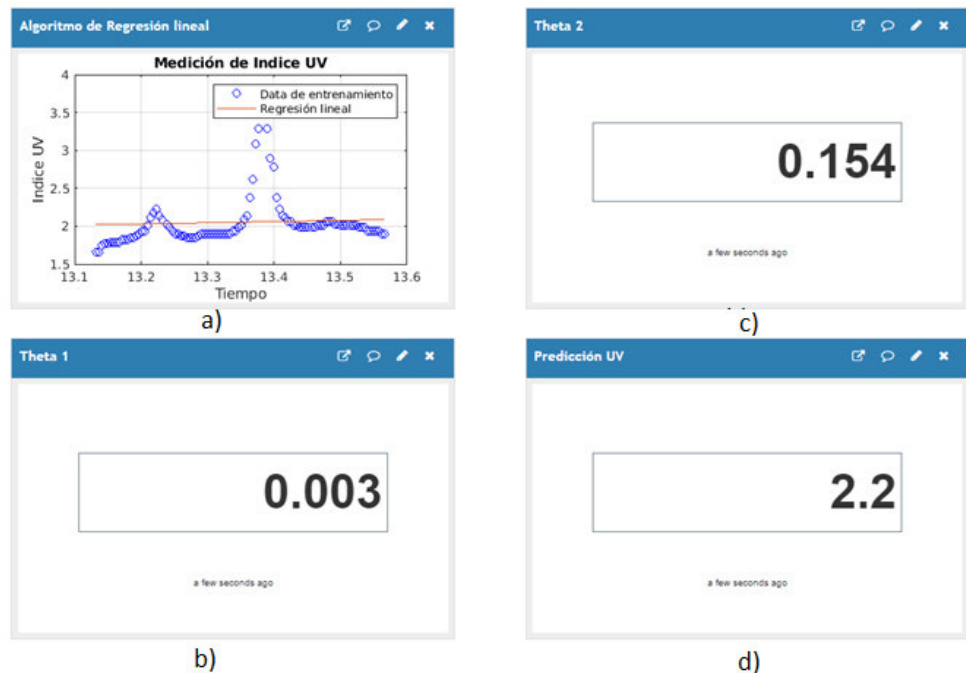 Algoritmo de Regresión lineal
Medición de Indice UV
Data de entrenamiento
Regresión lineal
Indice UV
4
3.5
3
2.5
2
1.5
13.1 13.2 13.3 13.4 13.5 13.6
Tiempo
a)
Theta 2
0.154
a few seconds ago
c)
Theta 1
0.003
a few seconds ago
b)
Predicción UV
2.2
a few seconds ago
d)